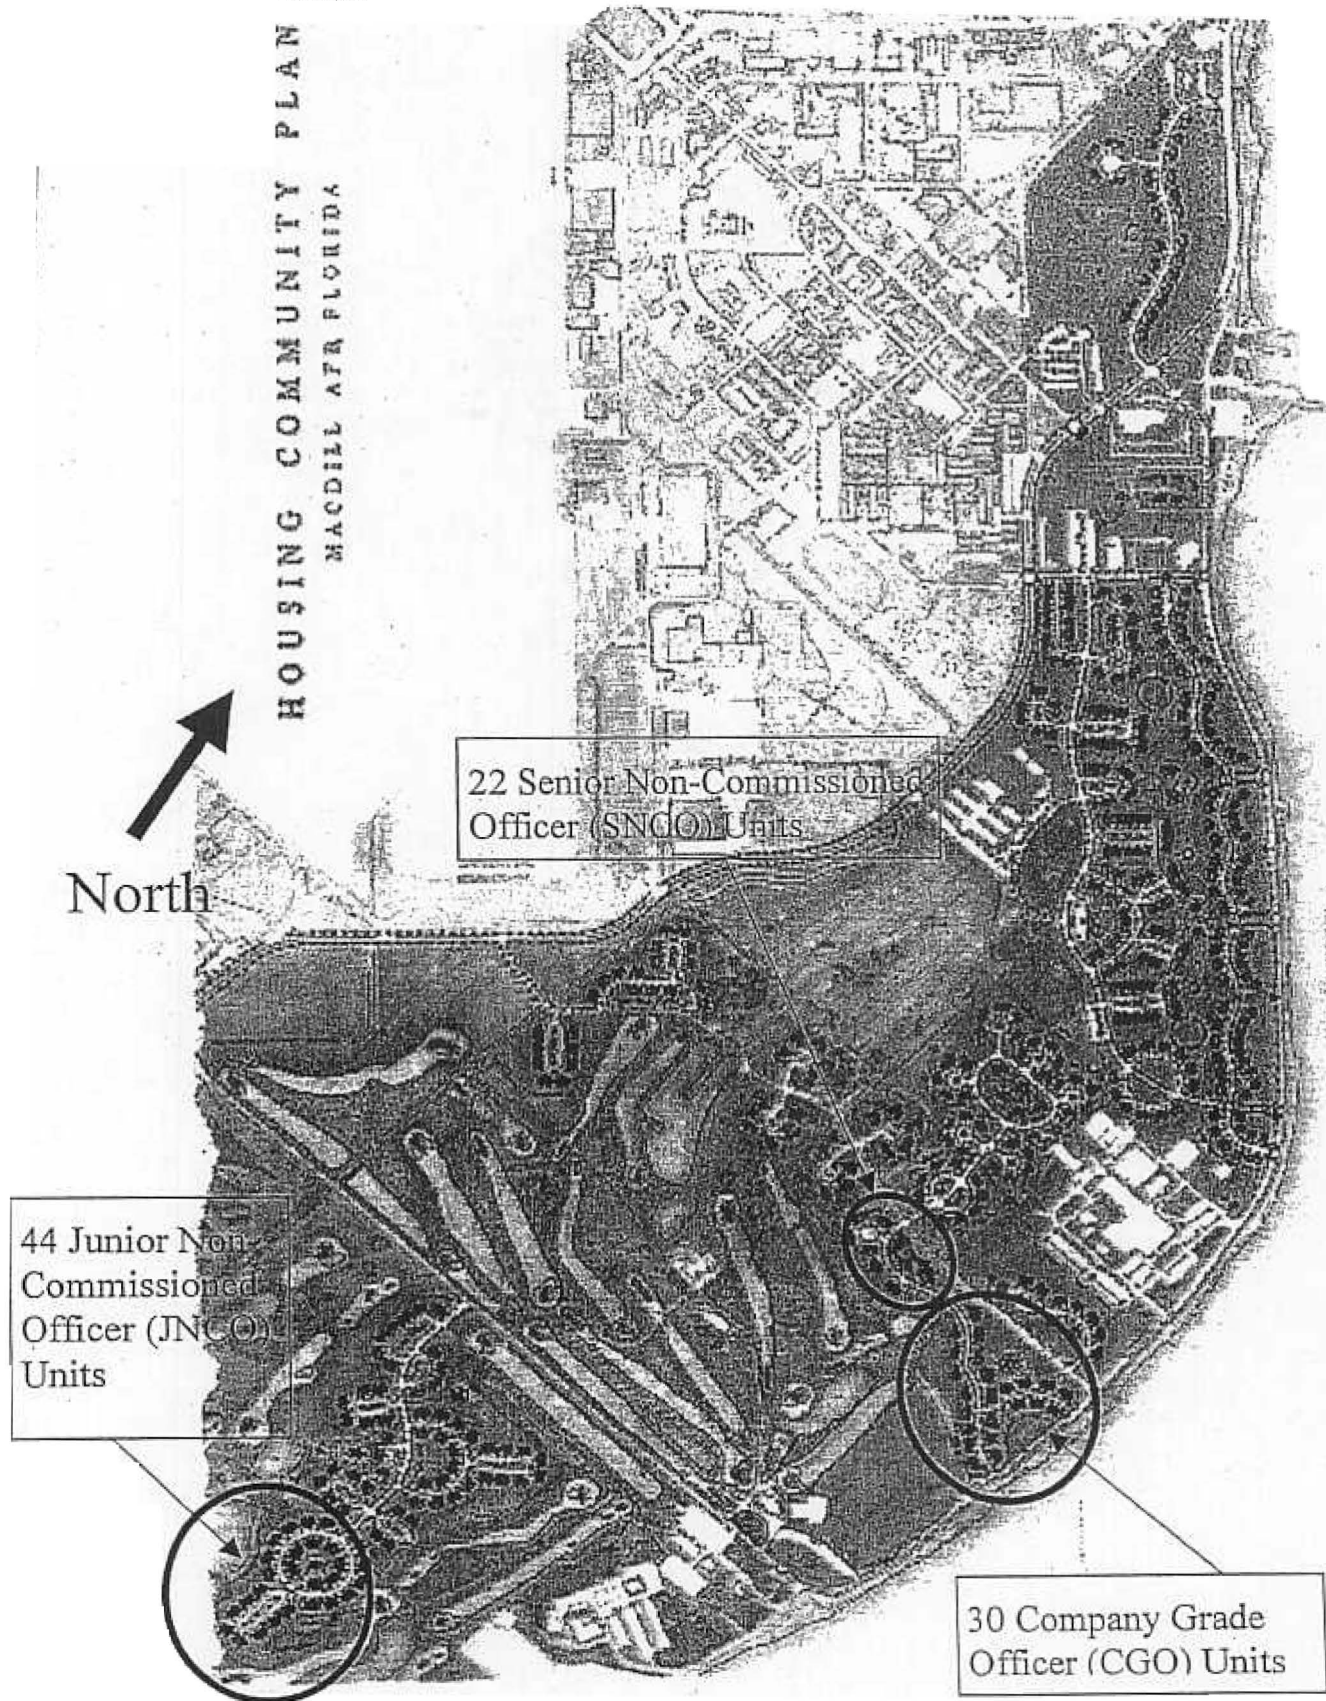 HOUSING COMMUNITY PLAN
MACDILL AFB FLORIDA
North
22 Senior Non-Commissioned
Officer (SNCO) Units
44 Junior Non-
Commissioned
Officer (JNCO)
Units
30 Company Grade
Officer (CGO) Units